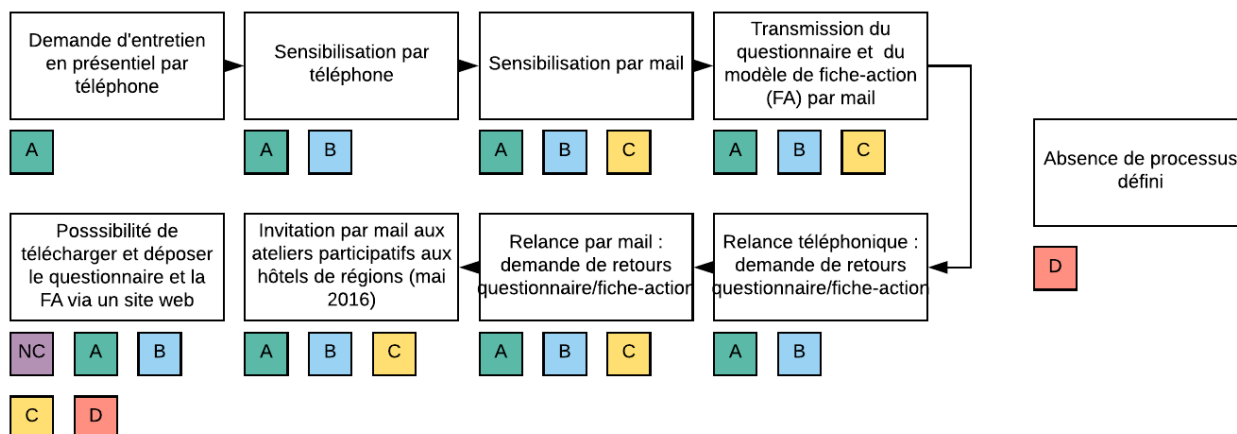 Demande d'entretien
en présentiel par
téléphone
A
Sensibilisation par
téléphone
A B
Sensibilisation par mail
A B C
Transmission du
questionnaire et du
modèle de fiche-action
(FA) par mail
A B C
Relance téléphonique :
demande de retours
questionnaire/fiche-action
A B
Relance par mail :
demande de retours
questionnaire/fiche-action
A B C
Invitation par mail aux
ateliers participatifs aux
hôtels de régions (mai
2016)
A B C
Posssibilité de
télécharger et déposer
le questionnaire et la
FA via un site web
NC A B
C D
Absence de processus
défini
D